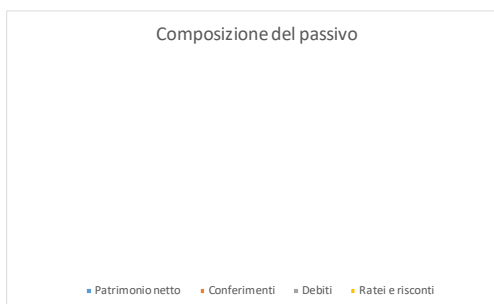 Composizione del passivo
Patrimonio netto Conferimenti Debiti Ratei e risconti